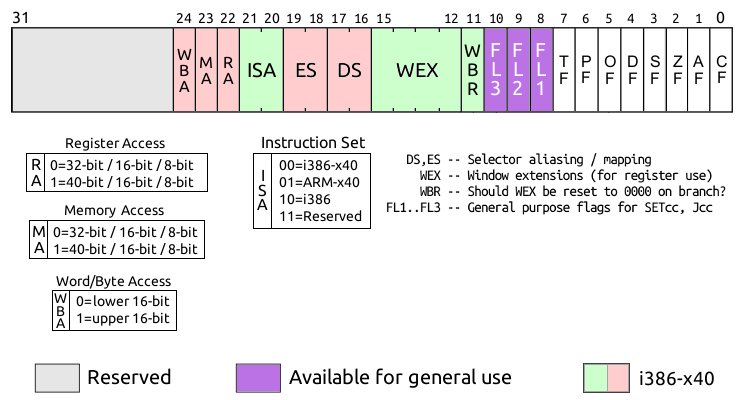 31 24 23 22 21 20 19 18 17 16 15 12 11 10 9 8 7 6 5 4 3 2 1 0
WBA MA RA ISA ES DS WEX WBR FL3 FL2 FL1 TF PF OF DF SF ZF AF CF
Register Access
RA 0=32-bit / 16-bit / 8-bit
1=40-bit / 16-bit / 8-bit
Memory Access
MA 0=32-bit / 16-bit / 8-bit
1=40-bit / 16-bit / 8-bit
Word/Byte Access
WBA 0=lower 16-bit
1=upper 16-bit
Instruction Set
ISA 00=i386-x40
01=ARM-x40
10=i386
11=Reserved
DS,ES -- Selector aliasing / mapping
WEX -- Window extensions (for register use)
WBR -- Should WEX be reset to 0000 on branch?
FL1..FL3 -- General purpose flags for SETcc, Jcc
Reserved
Available for general use
i386-x40